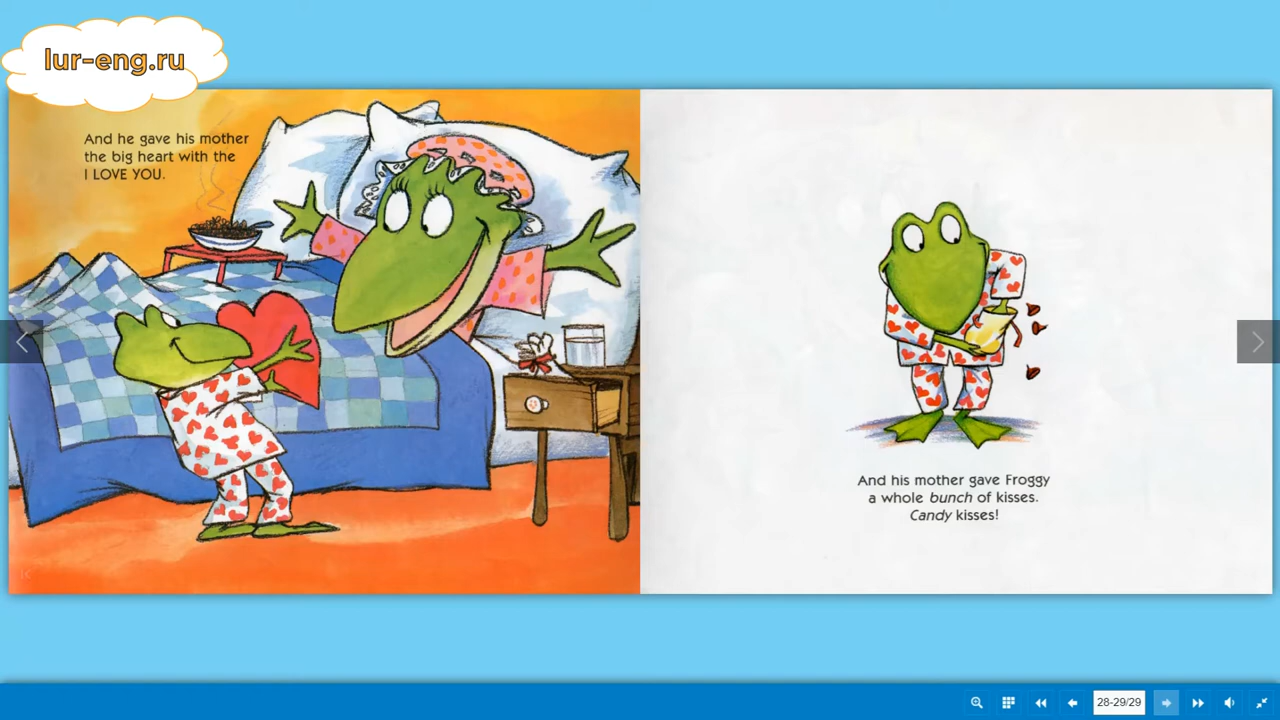 lur-eng.ru
And he gave his mother
the big heart with the
I LOVE YOU.
And his mother gave Froggy
a whole bunch of kisses.
Candy kisses!
28-29/29